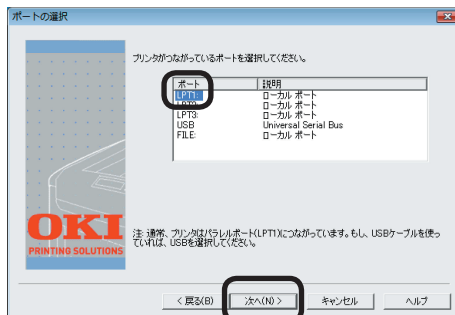 ポートの選択
プリンタがつながっているポートを選択してください。
ポート 説明
LPT1: ローカル ポート
LPT2: ローカル ポート
LPT3: ローカル ポート
USB Universal Serial Bus
FILE: ローカル ポート
OKI
PRINTING SOLUTIONS
注: 通常、プリンタはパラレルポート(LPT1)につながっています。もし、USBケーブルを使っ
ていれば、USBを選択してください。
< 戻る(B) 次へ(N) > キャンセル ヘルプ